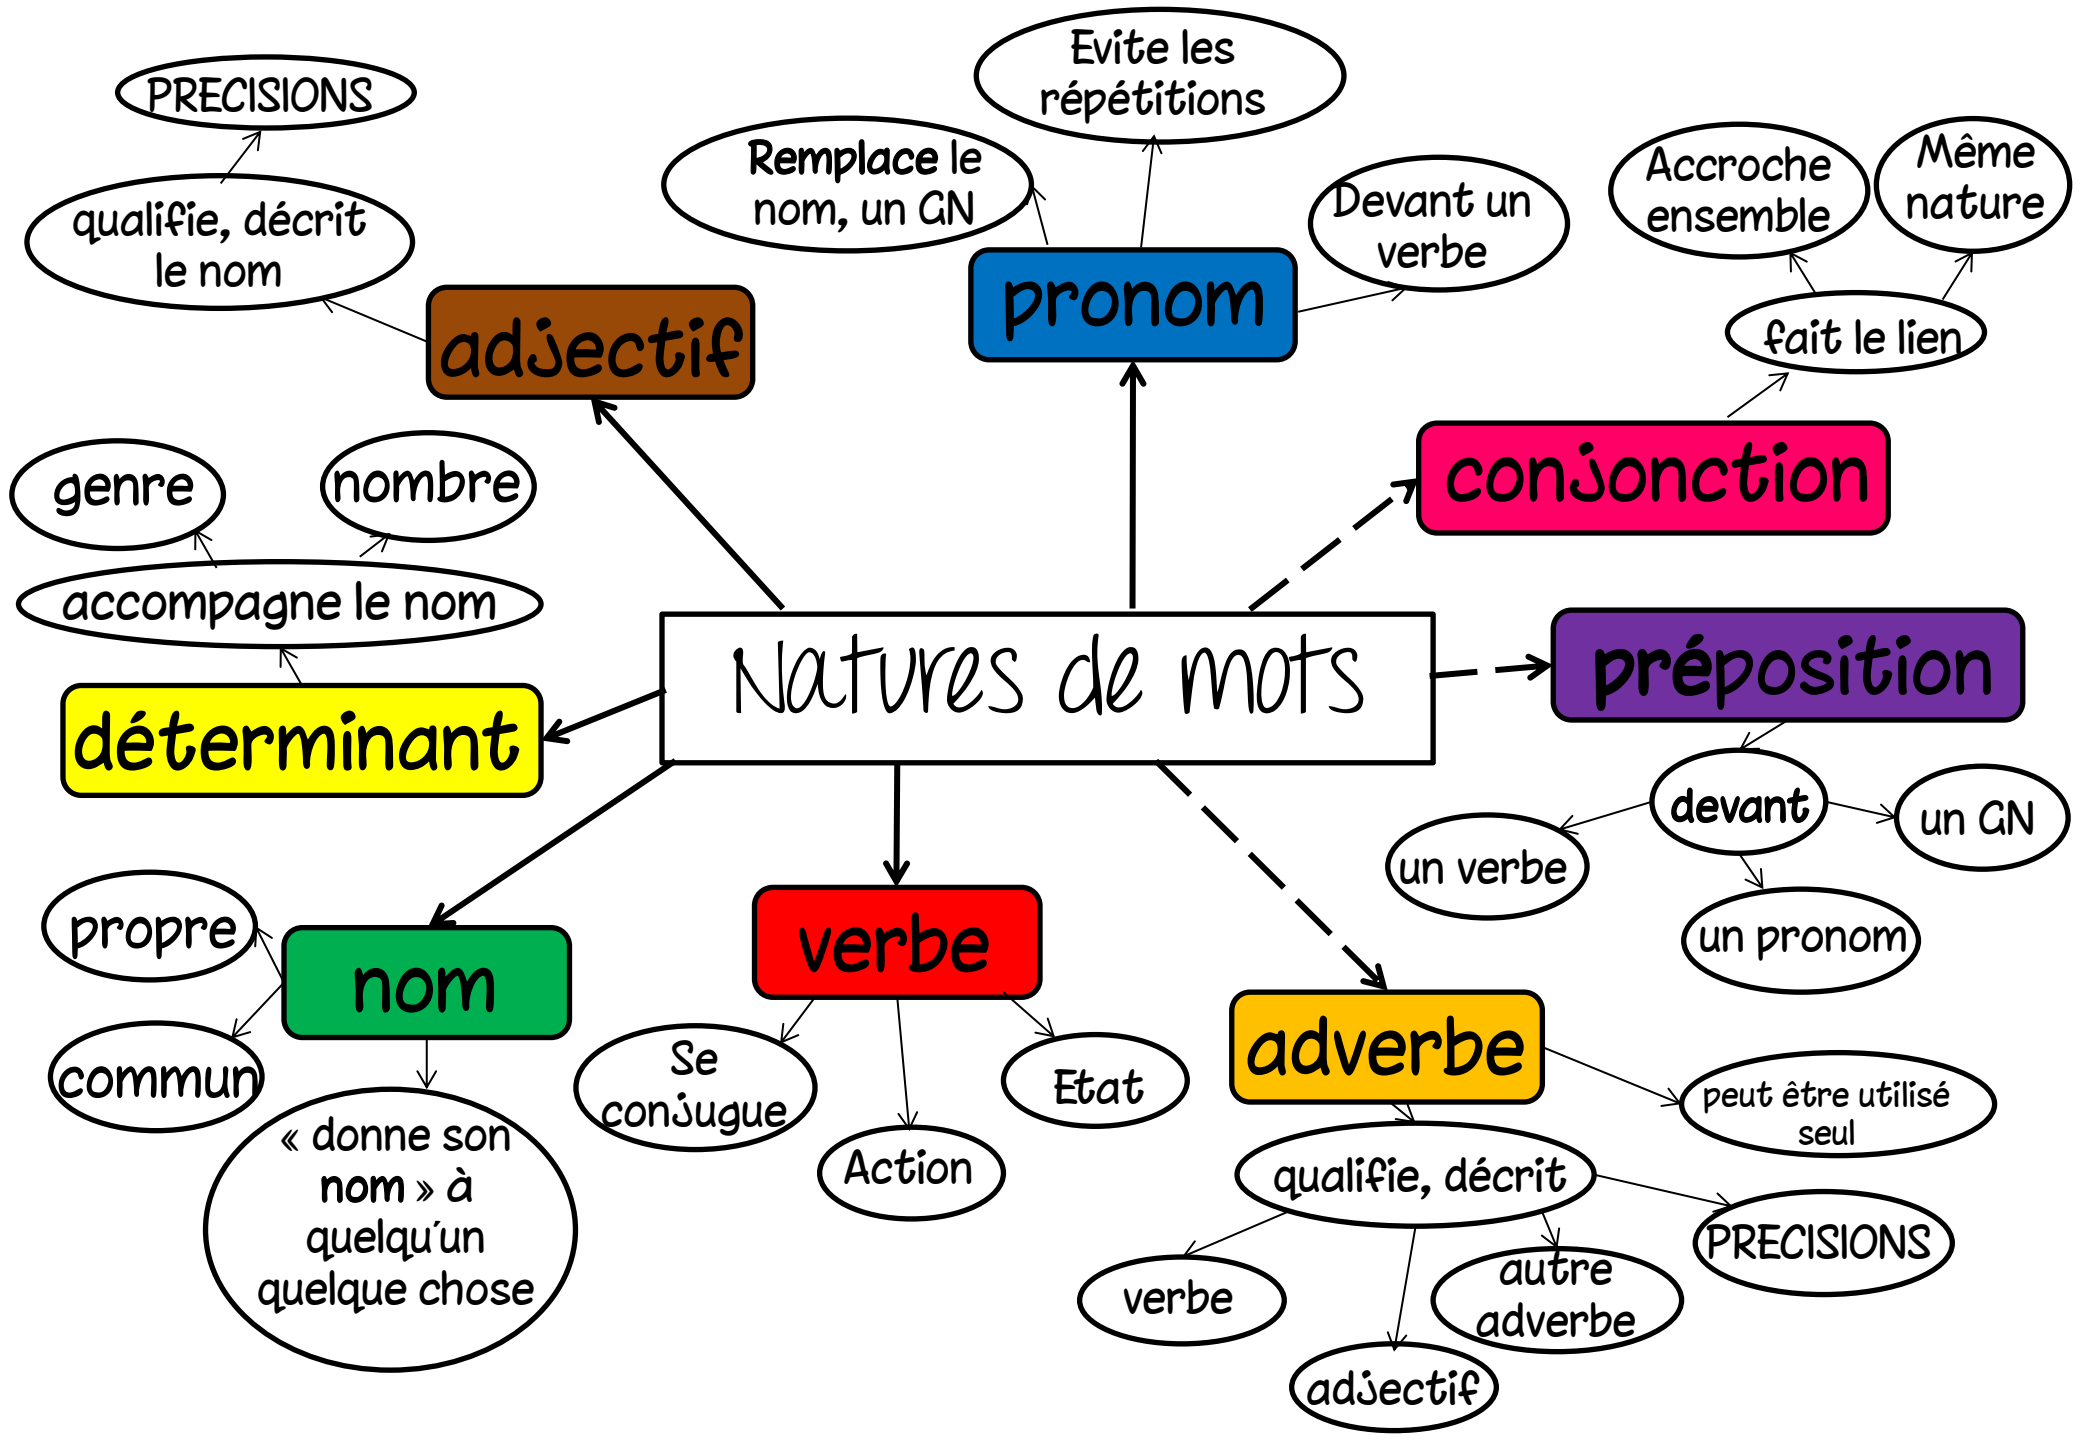 PRECISIONS
qualifie, décrit
le nom
adjectif
Evite les
répétitions
Remplace le
nom, un GN
Devant un
verbe
pronom
Accroche
ensemble
Même
nature
fait le lien
conjonction
genre
nombre
accompagne le nom
déterminant
Natures de mots
préposition
devant
un GN
un verbe
un pronom
propre
nom
commun
« donne son
nom » à
quelqu'un
quelque chose
verbe
Se
conjugue
Action
Etat
adverbe
peut être utilisé
seul
qualifie, décrit
PRECISIONS
verbe
autre
adverbe
adjectif